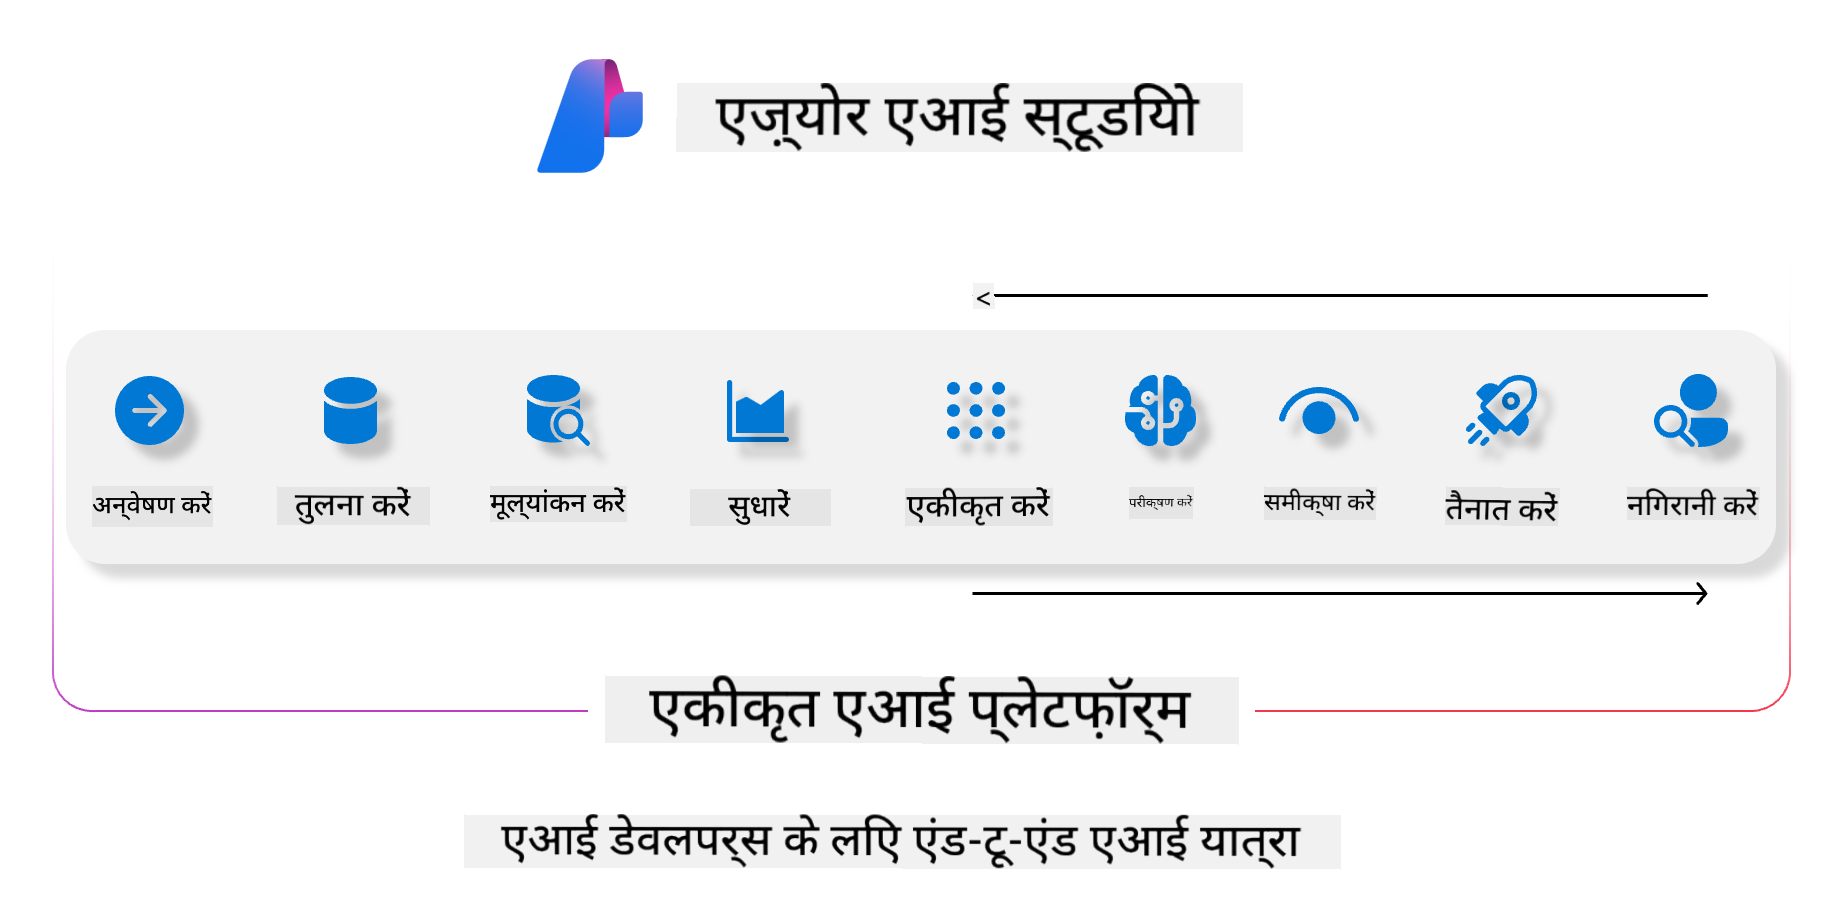 एज़्योर एआई स्टूडियो
<
अन्वेषण करें
तुलना करें
मूल्यांकन करें
सुधारें
एकीकृत करें
परीक्षण करें
समीक्षा करें
तैनात करें
निगरानी करें
एकीकृत एआई प्लेटफ़ॉर्म
एआई डेवलपर्स के लिए एंड-टू-एंड एआई यात्रा